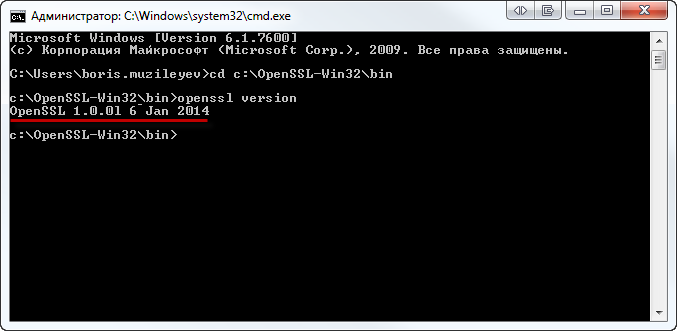 Администратор: C:\Windows\system32\cmd.exe
Microsoft Windows [Version 6.1.7600]
(c) Корпорация Майкрософт (Microsoft Corp.), 2009. Все права защищены.
C:\Users\boris.muzileyev>cd c:\OpenSSL-Win32\bin
c:\OpenSSL-Win32\bin>openssl version
OpenSSL 1.0.0l 6 Jan 2014
c:\OpenSSL-Win32\bin>